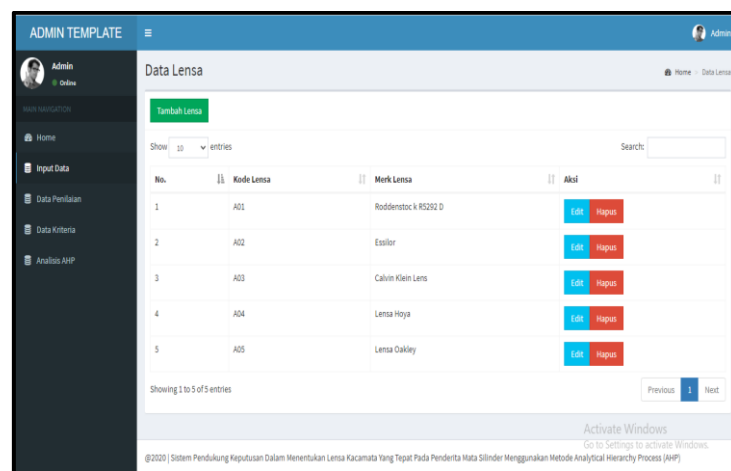 ADMIN TEMPLATE
Admin
Admin
Online
MAIN NAVIGATION
Home
Input Data
Data Penilaian
Data Kriteria
Analisis AHP
Data Lensa
Home > Data Lensa
Tambah Lensa
Show 10 entries Search:
No. Kode Lensa Merk Lensa Aksi
1 A01 Roddenstoc k R5292 D Edit Hapus
2 A02 Essilor Edit Hapus
3 A03 Calvin Klein Lens Edit Hapus
4 A04 Lensa Hoya Edit Hapus
5 A05 Lensa Oakley Edit Hapus
Showing 1 to 5 of 5 entries Previous 1 Next
Activate Windows
Go to Settings to activate Windows.
@2020 | Sistem Pendukung Keputusan Dalam Menentukan Lensa Kacamata Yang Tepat Pada Penderita Mata Silinder Menggunakan Metode Analytical Hierarchy Process (AHP)